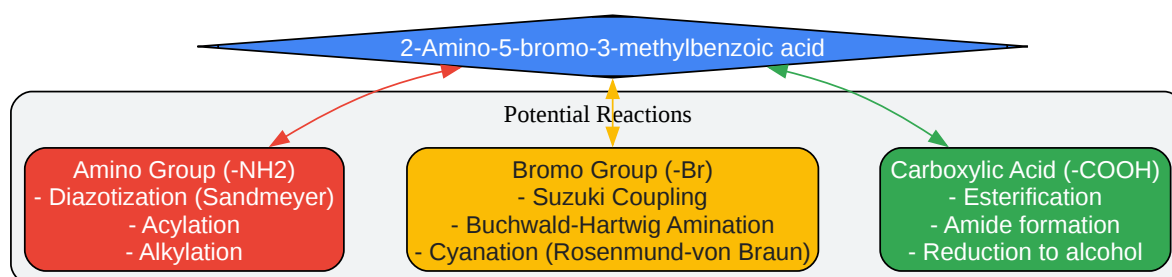 2-Amino-5-bromo-3-methylbenzoic acid
Potential Reactions
Amino Group (-NH2)
- Diazotization (Sandmeyer)
- Acylation
- Alkylation
Bromo Group (-Br)
- Suzuki Coupling
- Buchwald-Hartwig Amination
- Cyanation (Rosenmund-von Braun)
Carboxylic Acid (-COOH)
- Esterification
- Amide formation
- Reduction to alcohol